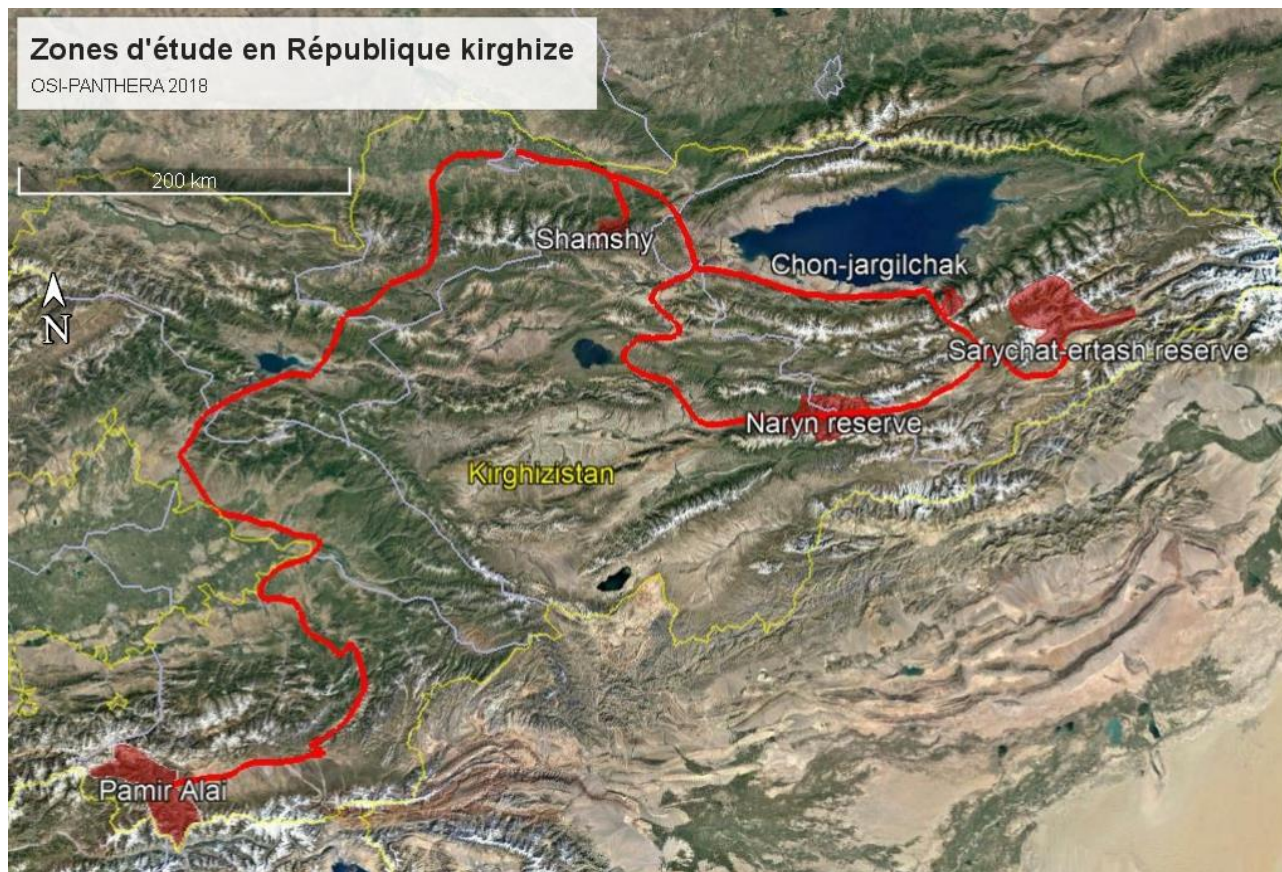 Zones d'étude en République kirghize
OSI-PANTHERA 2018
200 km
Shamshy
Chon-jargilchak
N
Sarychat-ertash reserve
Naryn reserve
Kirghizistan
Pamir Alai